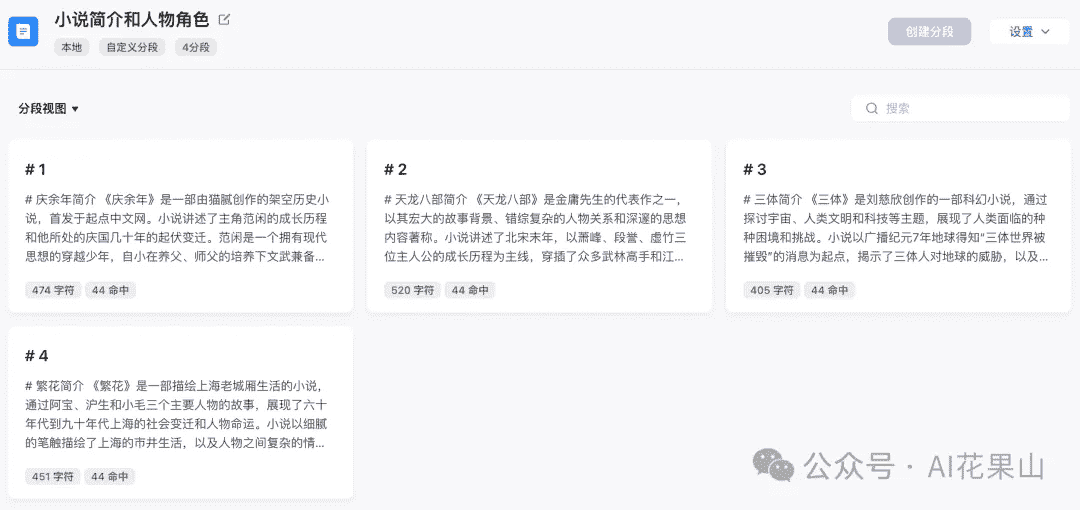 小说简介和人物角色
本地 自定义分段 4分段
创建分段
设置
分段视图
搜索
# 1
# 庆余年简介 《庆余年》是一部由猫腻创作的架空历史小
说，首发于起点中文网。小说讲述了主角范闲的成长历程
和他所处的庆国几十年的起伏变迁。范闲是一个拥有现代
思想的穿越少年，自小在养父、师父的培养下文武兼备...
474 字符 44 命中
# 2
# 天龙八部简介 《天龙八部》是金庸先生的代表作之一，
以其宏大的故事背景、错综复杂的人物关系和深邃的思想
内容著称。小说讲述了北宋末年，以萧峰、段誉、虚竹三
位主人公的成长历程为主线，穿插了众多武林高手和江...
520 字符 44 命中
# 3
# 三体简介 《三体》是刘慈欣创作的一部科幻小说，通过
探讨宇宙、人类文明和科技等主题，展现了人类面临的种
种困境和挑战。小说以广播纪元7年地球得知“三体世界被
摧毁”的消息为起点，揭示了三体人对地球的威胁，以及...
405 字符 44 命中
# 4
# 繁花简介 《繁花》是一部描绘上海老城厢生活的小说，
通过阿宝、沪生和小毛三个主要人物的故事，展现了六十
年代到九十年代上海的社会变迁和人物命运。小说以细腻
的笔触描绘了上海的市井生活，以及人物之间复杂的情...
451 字符 44 命中
公众号 · AI花果山